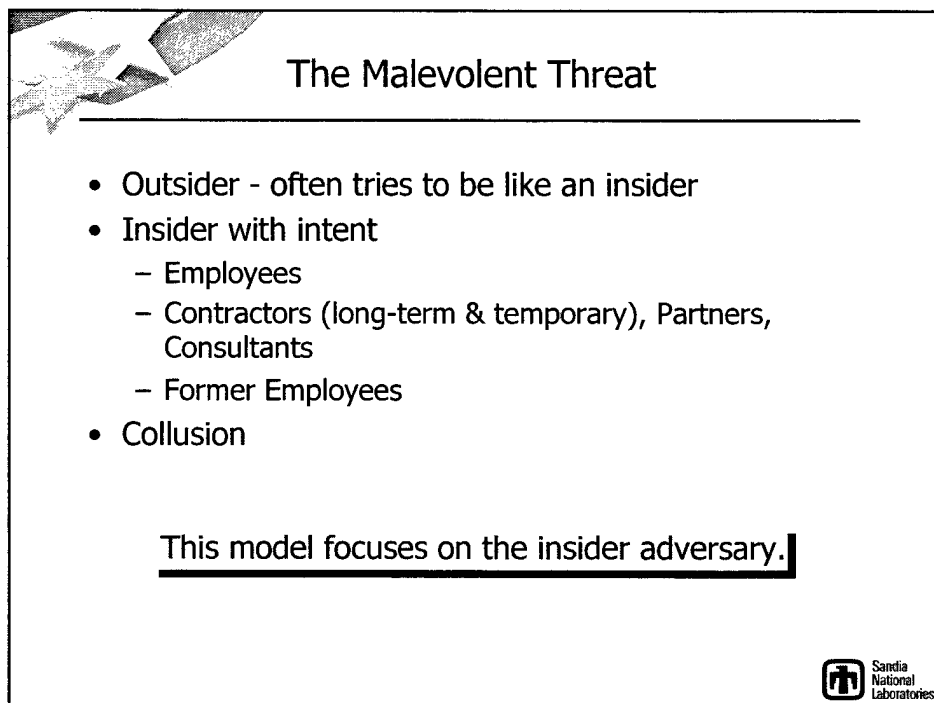 The Malevolent Threat
• Outsider - often tries to be like an insider
• Insider with intent
– Employees
– Contractors (long-term & temporary), Partners,
Consultants
– Former Employees
• Collusion
This model focuses on the insider adversary.
Sandia
National
Laboratories